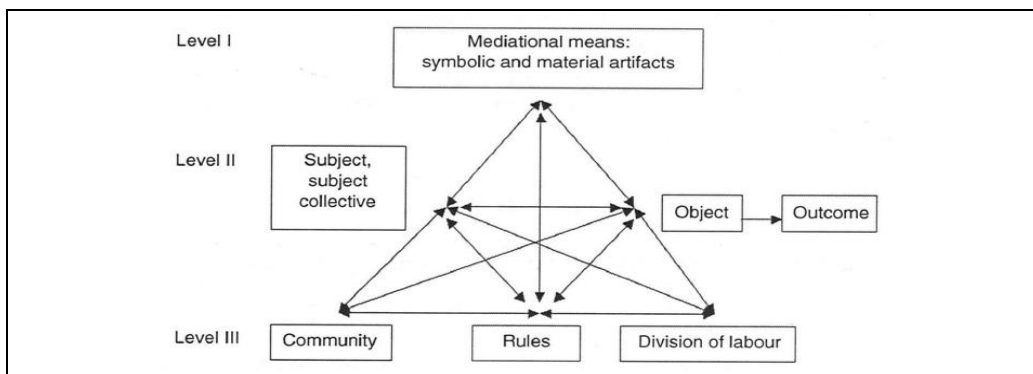 Level I
Mediational means:
symbolic and material artifacts
Level II
Subject,
subject
collective
Object
Outcome
Level III
Community
Rules
Division of labour